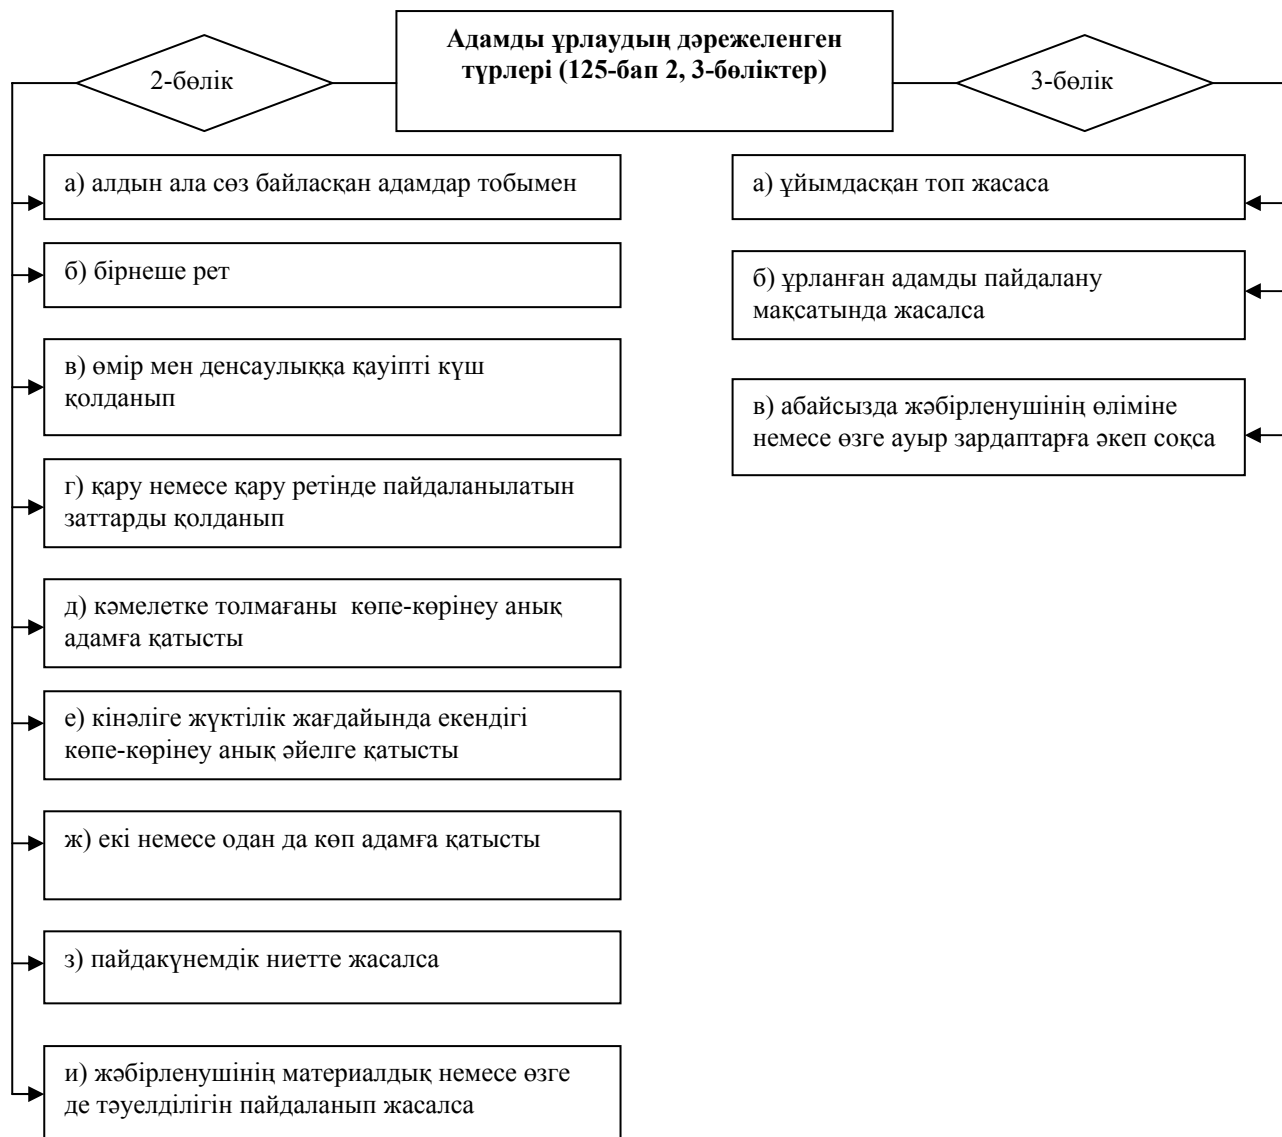 Адамды ұрлаудың дәрежеленген
түрлері (125-бап 2, 3-бөліктер)
2-бөлік
3-бөлік
а) алдын ала сөз байласқан адамдар тобымен
б) бірнеше рет
в) өмір мен денсаулыққа қауіпті күш
қолданып
г) қару немесе қару ретінде пайдаланылатын
заттарды қолданып
д) кәмелетке толмағаны  көпе-көрінеу анық
адамға қатысты
е) кінәліге жүктілік жағдайында екендігі
көпе-көрінеу анық әйелге қатысты
ж) екі немесе одан да көп адамға қатысты
з) пайдакүнемдік ниетте жасалса
и) жәбірленушінің материалдық немесе өзге
де тәуелділігін пайдаланып жасалса
а) ұйымдасқан топ жасаса
б) ұрланған адамды пайдалану
мақсатында жасалса
в) абайсызда жәбірленушінің өліміне
немесе өзге ауыр зардаптарға әкеп соқса